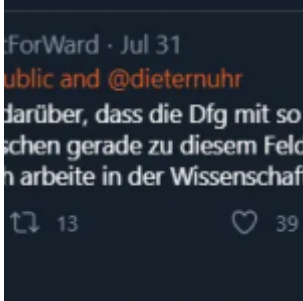 :ForWard · Jul 31
ublic and @dieternuhr
darüber, dass die Dfg mit so
schen gerade zu diesem Feld
h arbeite in der Wissenschaf
13 39